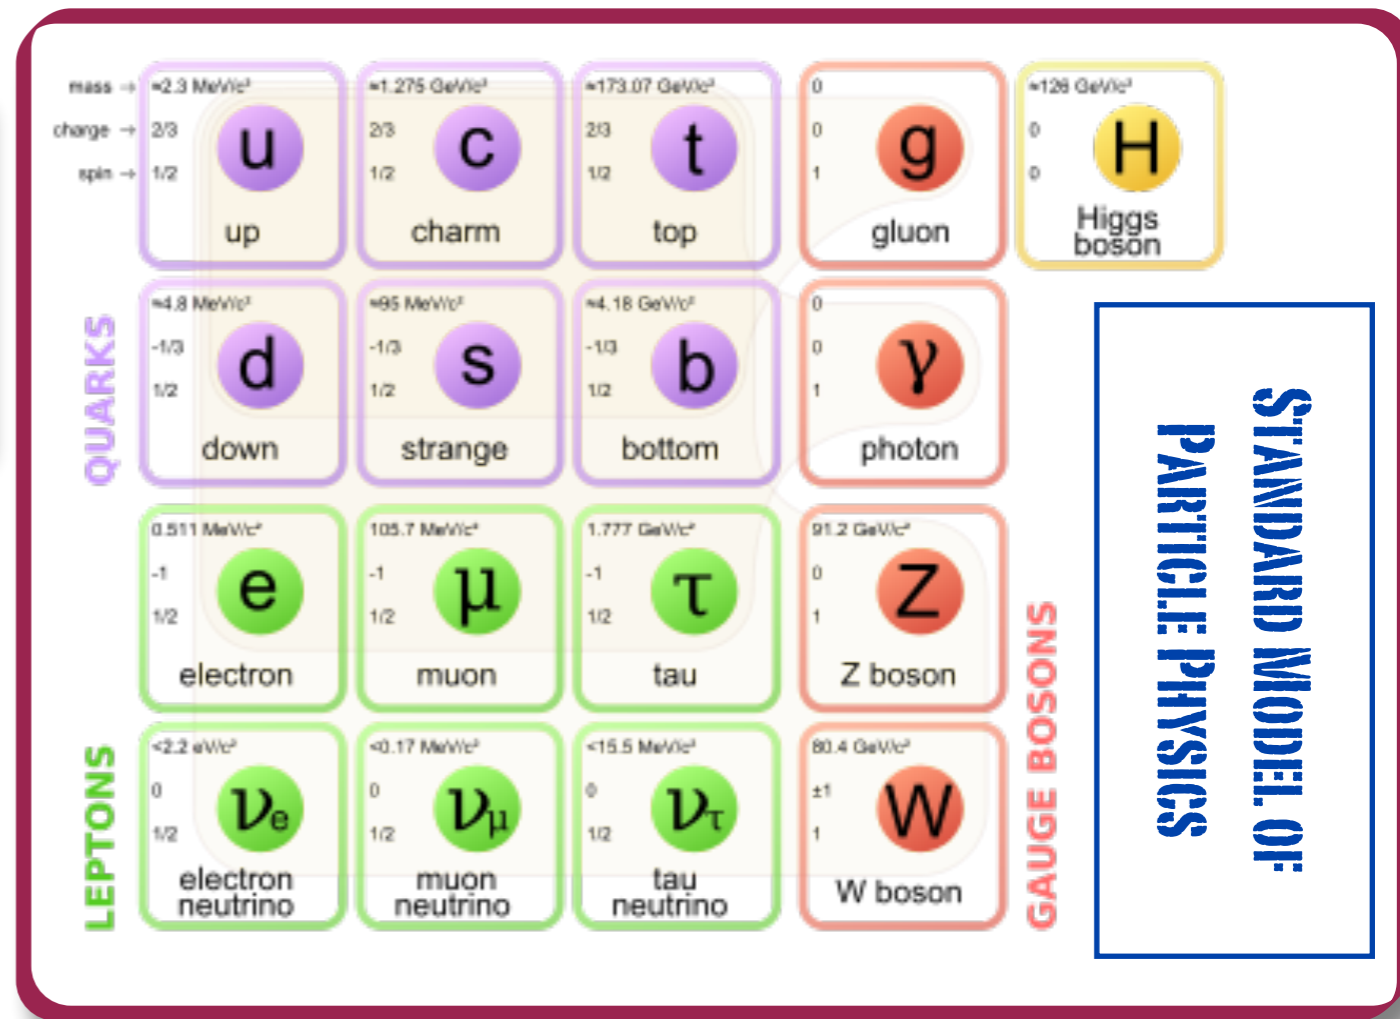 mass → ≈2.3 MeV/c² ≈1.275 GeV/c² ≈173.07 GeV/c² 0 ≈126 GeV/c²
charge → 2/3 2/3 2/3 0 0
spin → 1/2 1/2 1/2 1 0
u c t g H
up charm top gluon Higgs
boson
QUARKS
≈4.8 MeV/c² ≈95 MeV/c² ≈4.18 GeV/c² 0
-1/3 -1/3 -1/3 0
1/2 1/2 1/2 1
d s b γ
down strange bottom photon
0.511 MeV/c² 105.7 MeV/c² 1.777 GeV/c² 91.2 GeV/c²
-1 -1 -1 0
1/2 1/2 1/2 1
e μ τ Z
electron muon tau Z boson
LEPTONS
<2.2 eV/c² <0.17 MeV/c² <15.5 MeV/c² 80.4 GeV/c²
0 0 0 ±1
1/2 1/2 1/2 1
νe νμ ντ W
electron muon tau W boson
neutrino neutrino neutrino
GAUGE BOSONS
STANDARD MODEL OF
PARTICLE PHYSICS